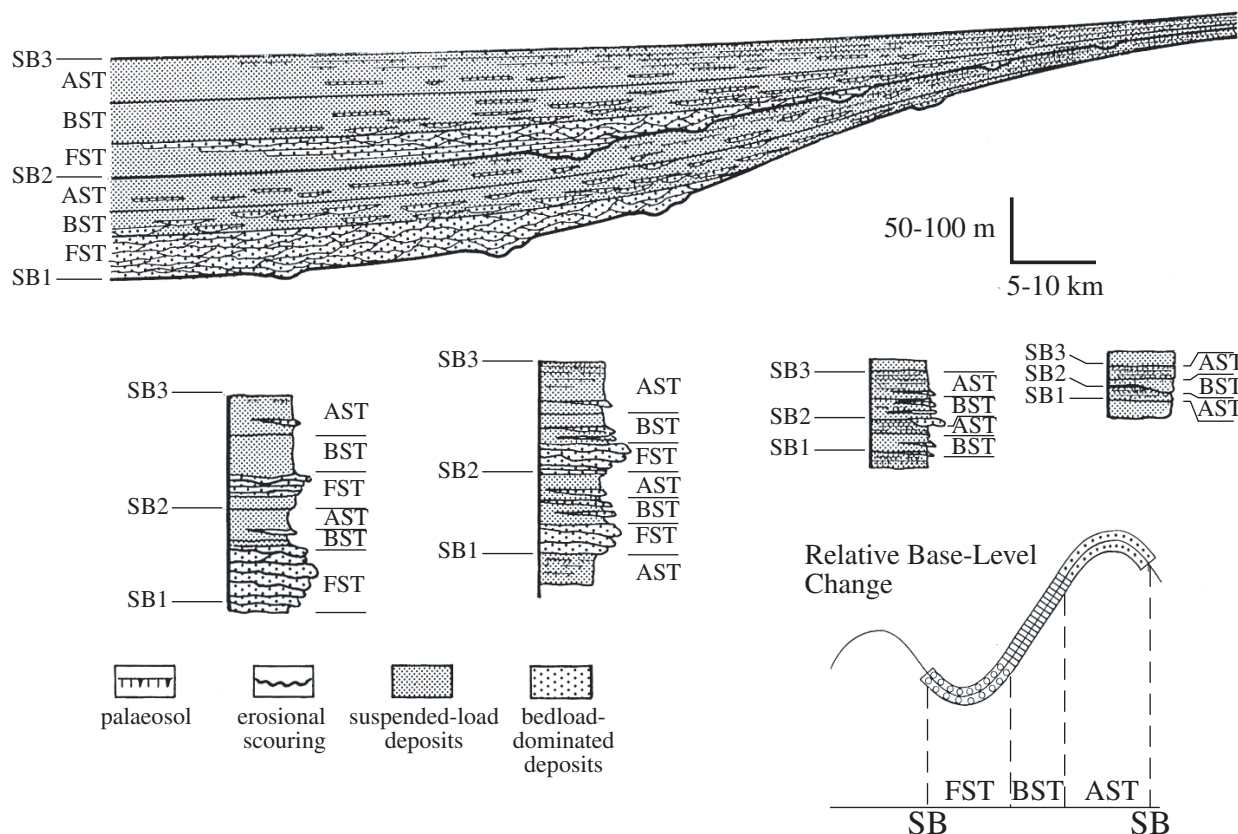 SB3
AST
BST
FST
SB2
AST
BST
FST
SB1
50-100 m
5-10 km
SB3
AST
BST
FST
SB2
AST
BST
FST
SB1
SB3
AST
BST
FST
SB2
AST
BST
FST
SB1
AST
SB3
AST
BST
SB2
AST
BST
SB1
SB3
AST
SB2
BST
SB1
AST
Relative Base-Level
Change
FST BST AST
SB SB
palaeosol
erosional
scouring
suspended-load
deposits
bedload-
dominated
deposits